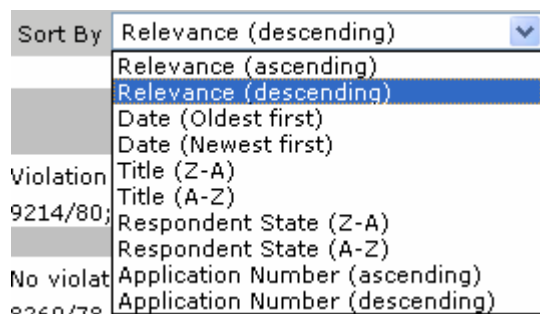 Sort By Relevance (descending)
Relevance (ascending)
Relevance (descending)
Date (Oldest first)
Date (Newest first)
Violation Title (Z-A)
Title (A-Z)
9214/80; Respondent State (Z-A)
Respondent State (A-Z)
No violat Application Number (ascending)
Application Number (descending)